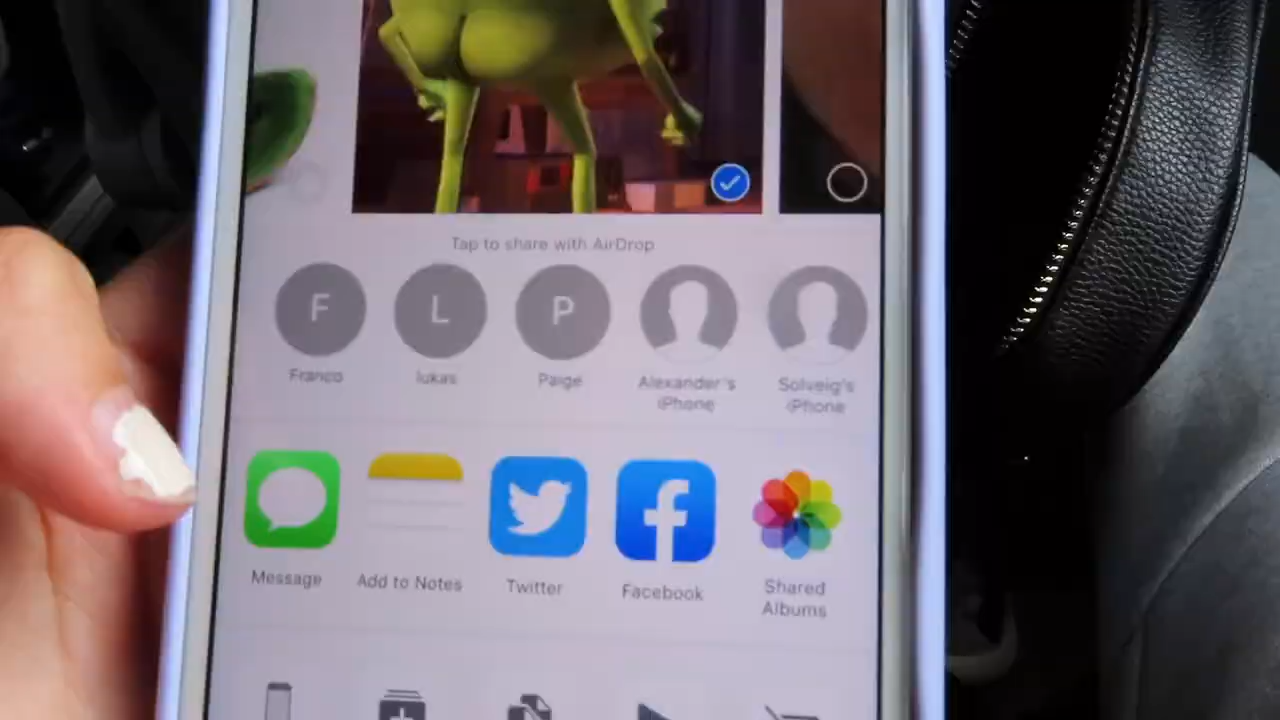 Tap to share with AirDrop
F
L
P
Franco
lukas
Paige
Alexander's
iPhone
Solveig's
iPhone
Message
Add to Notes
Twitter
Facebook
Shared
Albums